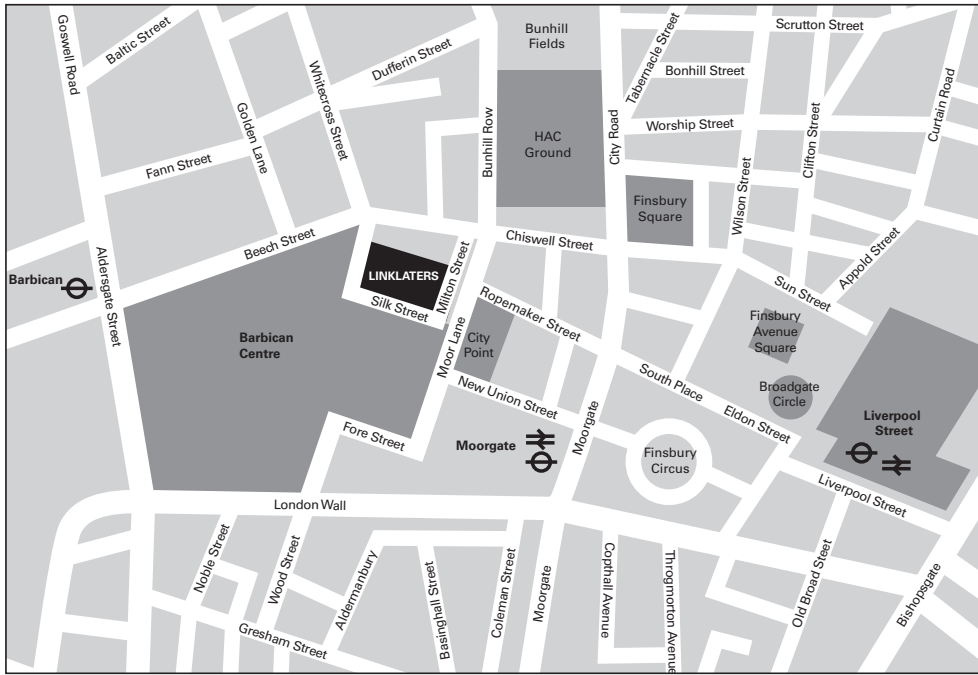 Goswell Road
Baltic Street
Bunhill
Fields
Tabernacle Street
Scrutton Street
Dufferin Street
Whitecross Street
Bonhill Street
Curtain Road
Golden Lane
Bunhill Row
HAC
Ground
City Road
Worship Street
Clifton Street
Fann Street
Wilson Street
Finsbury
Square
Beech Street
Chiswell Street
Appold Street
Barbican
Aldersgate Street
LINKLATERS
Milton Street
Silk Street
Ropemaker Street
Sun Street
Barbican
Centre
Moor Lane
City
Point
Finsbury
Avenue
Square
New Union Street
South Place
Broadgate
Circle
Eldon Street
Liverpool
Street
Fore Street
Moorgate
Moorgate
Finsbury
Circus
Liverpool Street
London Wall
Noble Street
Wood Street
Aldermanbury
Basinghall Street
Coleman Street
Moorgate
Copthall Avenue
Throgmorton Avenue
Old Broad Steet
Bishopsgate
Gresham Street